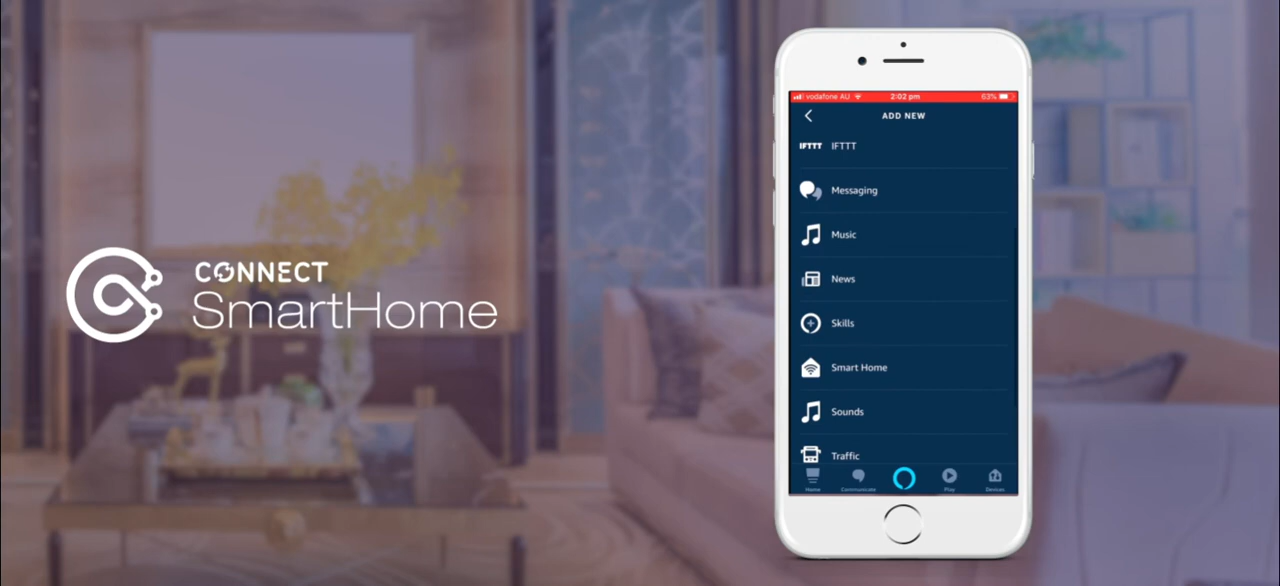 CONNECT
SmartHome
vodafone AU 2:02 pm 63%
ADD NEW
IFTTT IFTTT
Messaging
Music
News
Skills
Smart Home
Sounds
Traffic
Home Communicate Play Devices